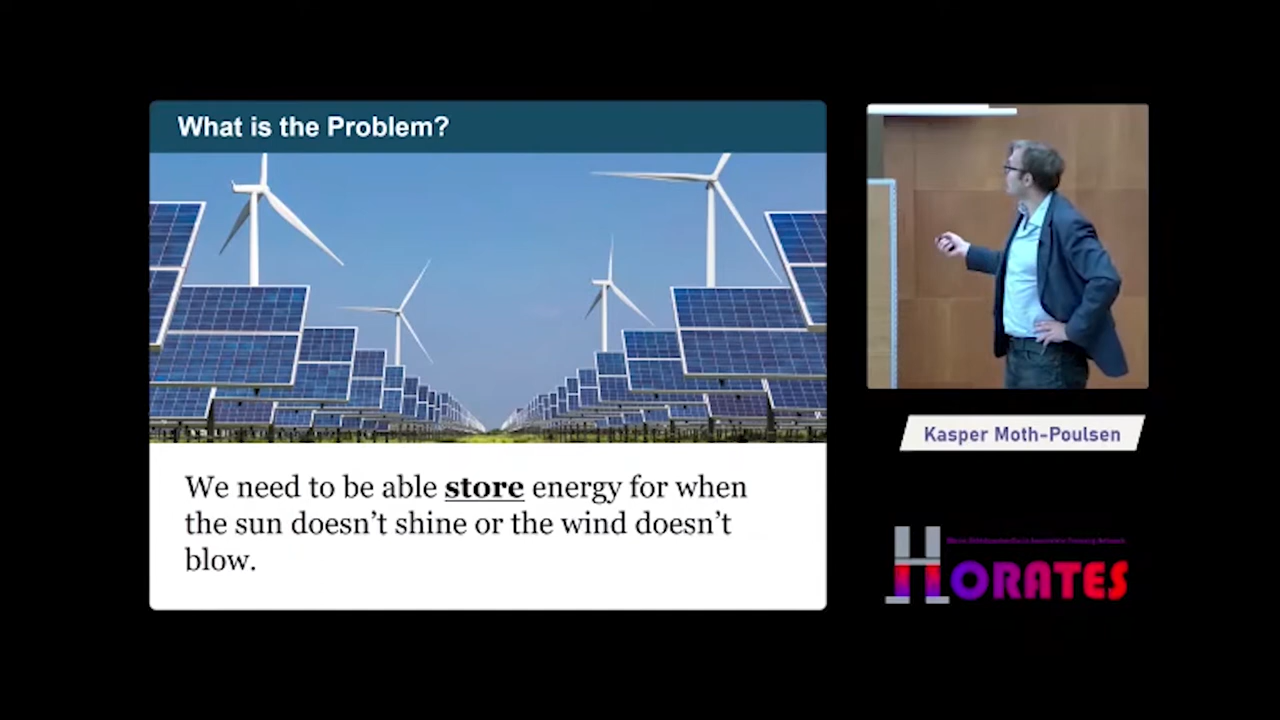 What is the Problem?
We need to be able store energy for when
the sun doesn't shine or the wind doesn't
blow.
Kasper Moth-Poulsen
HORATES